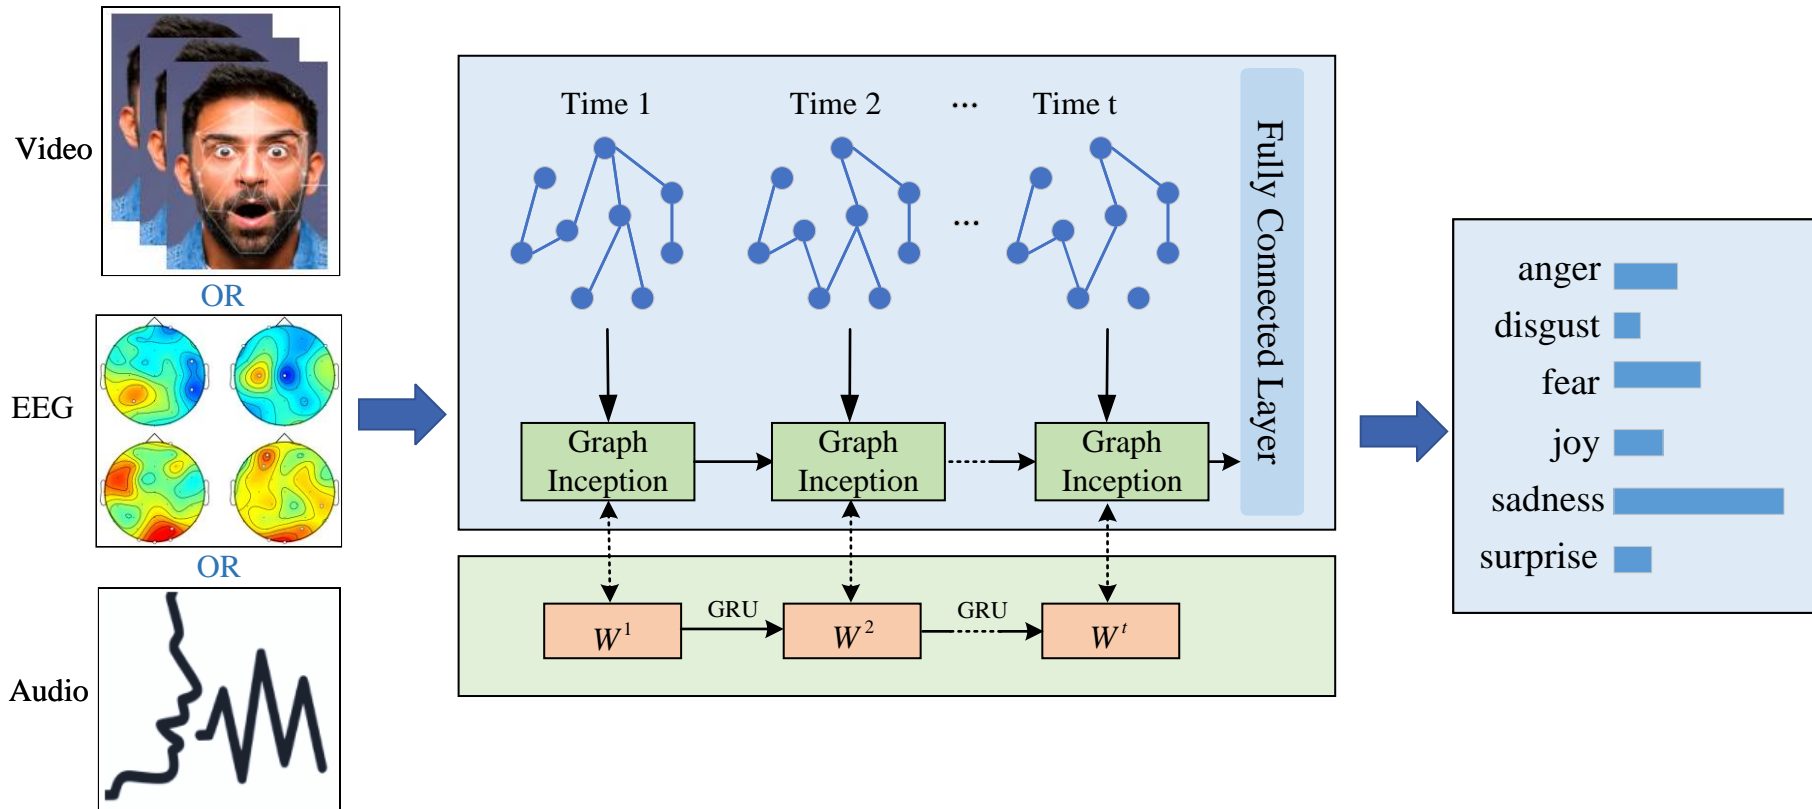 Video
OR
EEG
OR
Audio
Time 1
Time 2
...
Time t
...
Graph
Inception
Graph
Inception
Graph
Inception
Fully Connected Layer
W¹
GRU
W²
GRU
Wᵗ
anger
disgust
fear
joy
sadness
surprise